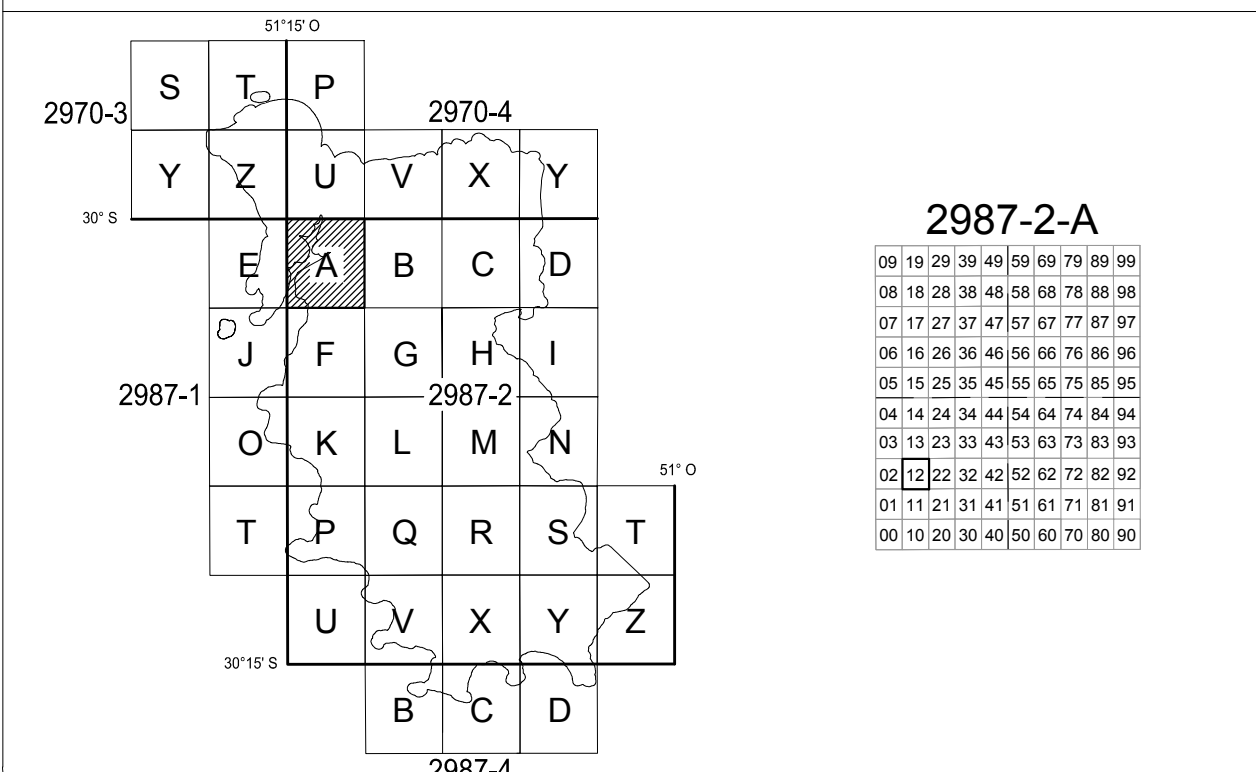 51°15' O
S T P
2970-3
2970-4
Y Z U V X Y
30° S
E A B C D
J F G H I
2987-1
2987-2
O K L M N
51° O
T P Q R S T
U V X Y Z
30°15' S
B C D
2987-4
2987-2-A
09 19 29 39 49 59 69 79 89 99
08 18 28 38 48 58 68 78 88 98
07 17 27 37 47 57 67 77 87 97
06 16 26 36 46 56 66 76 86 96
05 15 25 35 45 55 65 75 85 95
04 14 24 34 44 54 64 74 84 94
03 13 23 33 43 53 63 73 83 93
02 12 22 32 42 52 62 72 82 92
01 11 21 31 41 51 61 71 81 91
00 10 20 30 40 50 60 70 80 90